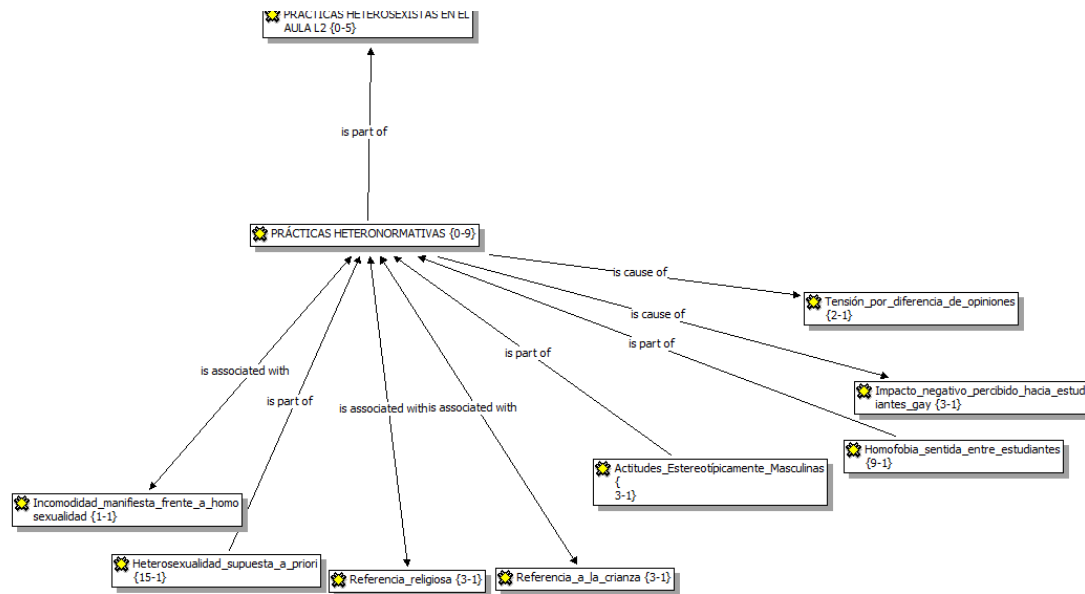 PRÁCTICAS HETEROSEXISTAS EN EL
AULA L2 {0-5}
is part of
PRÁCTICAS HETERONORMATIVAS {0-9}
is cause of
Tensión_por_diferencia_de_opiniones
{2-1}
is cause of
is part of
is part of
is associated with
Impacto_negativo_percibido_hacia_estud
iantes_gay {3-1}
is part of
is associated with
is associated with
Homofobia_sentida_entre_estudiantes
{9-1}
Actitudes_Estereotípicamente_Masculinas
{
3-1}
Incomodidad_manifiesta_frente_a_homo
sexualidad {1-1}
Heterosexualidad_supuesta_a_priori
{15-1}
Referencia_religiosa {3-1}
Referencia_a_la_crianza {3-1}